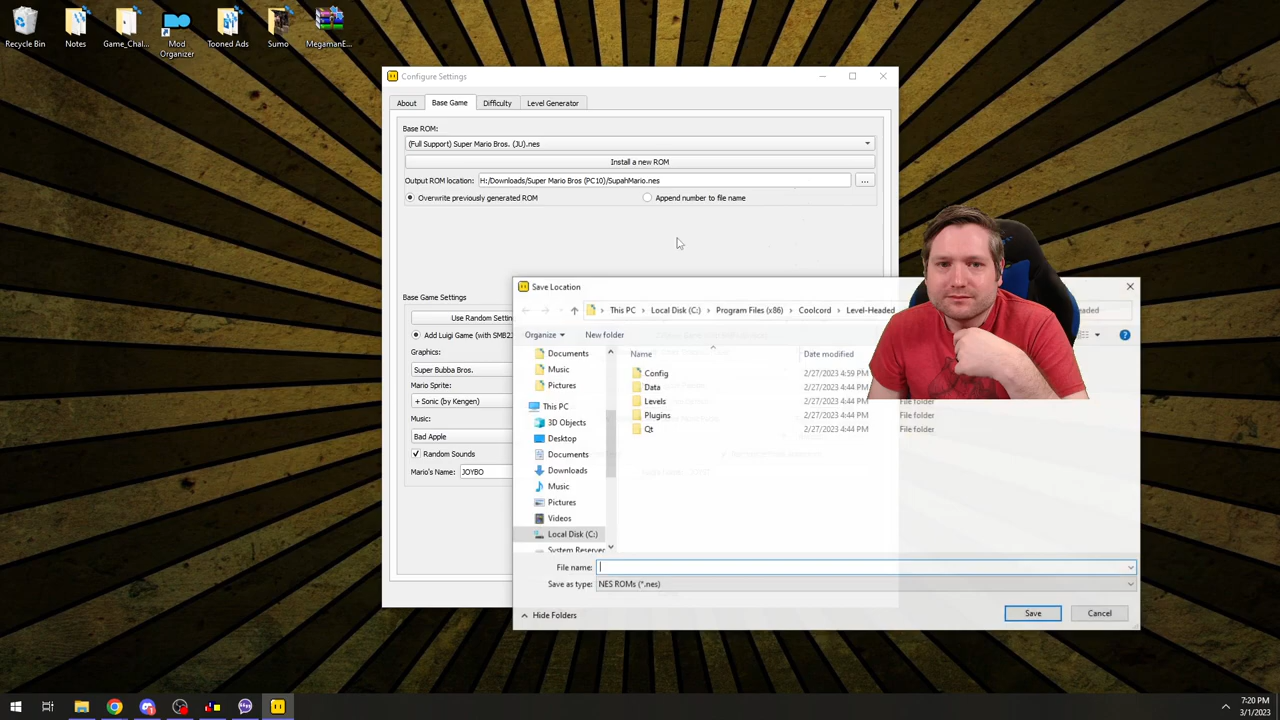 Recycle Bin
Notes
Game_Chal...
Mod
Organizer
Tooned Ads
Sumo
MegamanE...
Configure Settings
About
Base Game
Difficulty
Level Generator
Base ROM:
(Full Support) Super Mario Bros. (JU).nes
Install a new ROM
Output ROM location:
H:/Downloads/Super Mario Bros (PC10)/SupahMario.nes
...
Overwrite previously generated ROM
Append number to file name
Base Game Settings
Use Random Settin
Add Luigi Game (with SMB2J
Graphics:
Super Bubba Bros.
Mario Sprite:
+ Sonic (by Kengen)
Music:
Bad Apple
Random Sounds
Mario's Name:
JOYBO
Save Location
This PC
Local Disk (C:)
Program Files (x86)
Coolcord
Level-Headed
eaded
Organize
New folder
Documents
Music
Pictures
This PC
3D Objects
Desktop
Documents
Downloads
Music
Pictures
Videos
Local Disk (C:)
System Reserved
Name
Date modified
Config
2/27/2023 4:59 PM
Data
2/27/2023 4:44 PM
Levels
2/27/2023 4:44 PM
File folder
Plugins
2/27/2023 4:44 PM
File folder
Qt
2/27/2023 4:44 PM
File folder
File name:
Save as type:
NES ROMs (*.nes)
Hide Folders
Save
Cancel
7:20 PM
3/1/2023